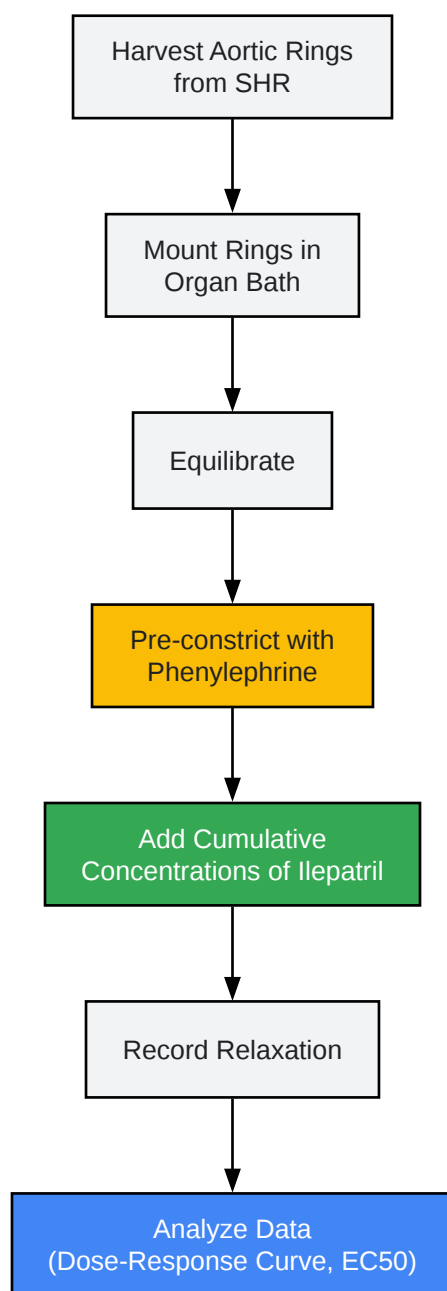 Harvest Aortic Rings
from SHR
Mount Rings in
Organ Bath
Equilibrate
Pre-constrict with
Phenylephrine
Add Cumulative
Concentrations of Ilepatril
Record Relaxation
Analyze Data
(Dose-Response Curve, EC50)